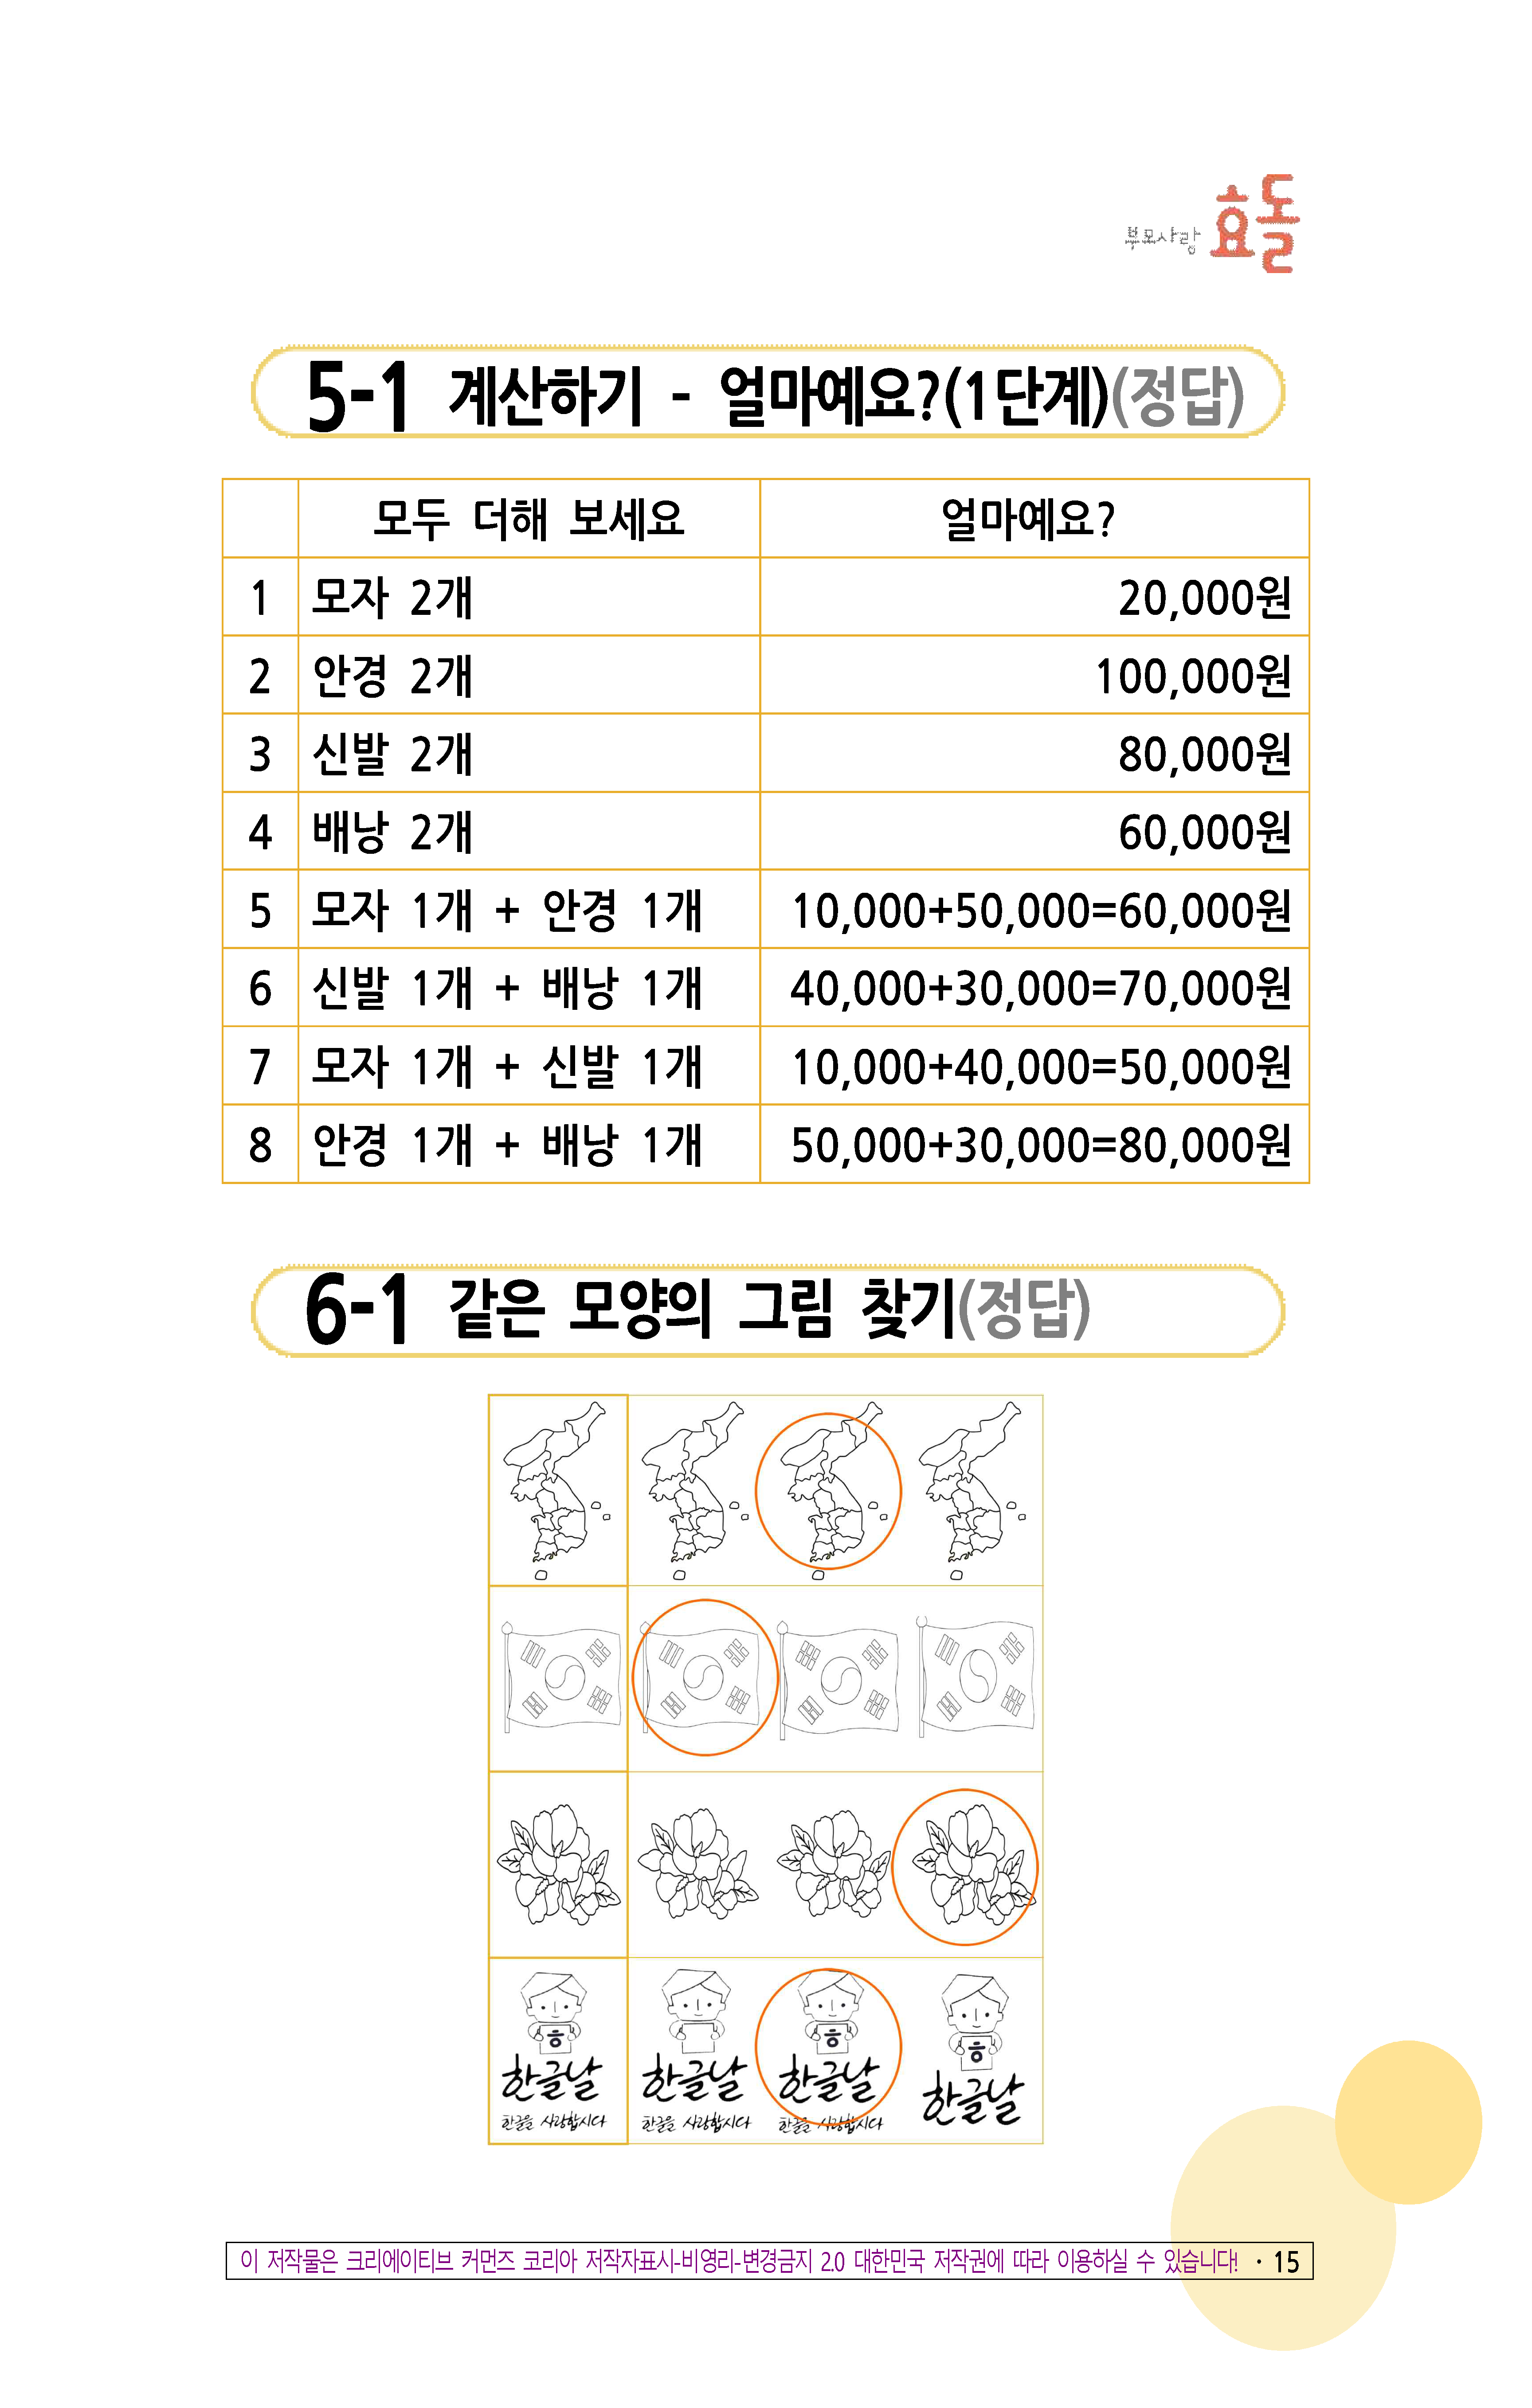 부모사랑 효돌
5-1 계산하기 - 얼마예요?(1단계)(정답)
모두 더해 보세요 얼마예요?
1 모자 2개 20,000원
2 안경 2개 100,000원
3 신발 2개 80,000원
4 배낭 2개 60,000원
5 모자 1개 + 안경 1개 10,000+50,000=60,000원
6 신발 1개 + 배낭 1개 40,000+30,000=70,000원
7 모자 1개 + 신발 1개 10,000+40,000=50,000원
8 안경 1개 + 배낭 1개 50,000+30,000=80,000원
6-1 같은 모양의 그림 찾기(정답)
ㅎ ㅎ ㅎ
한글날 한글날 한글날 한글날
한글을 사랑합시다 한글을 사랑합시다 한글을 사랑합시다
이 저작물은 크리에이티브 커먼즈 코리아 저작자표시-비영리-변경금지 2.0 대한민국 저작권에 따라 이용하실 수 있습니다! · 15